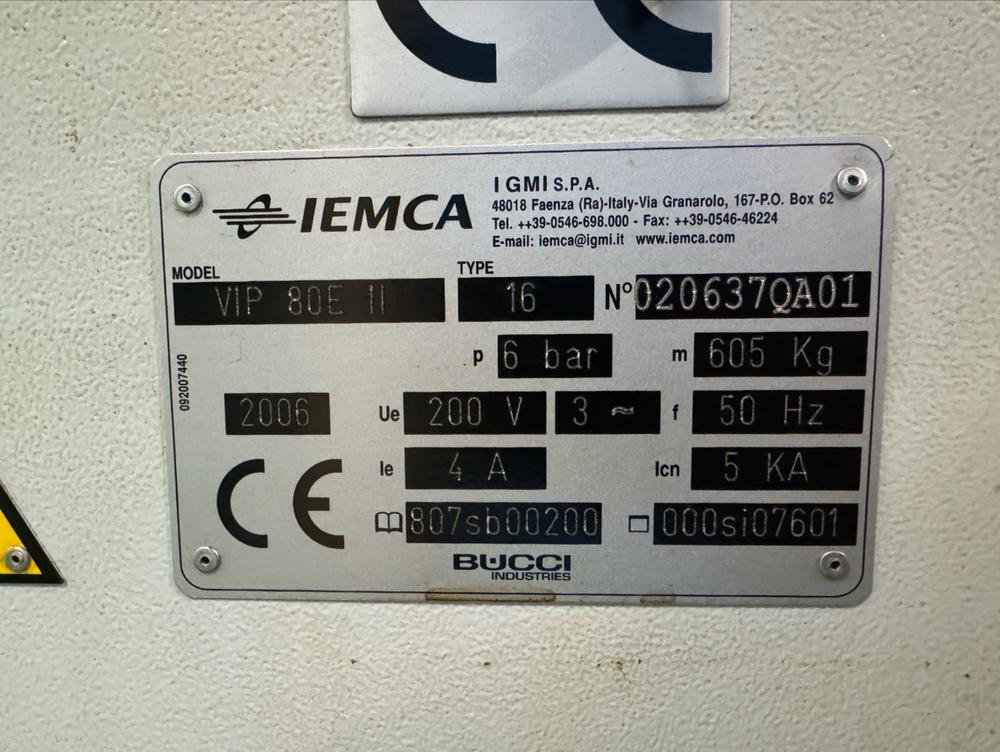 CE
IEMCA
IGMI S.P.A.
48018 Faenza (Ra)-Italy-Via Granarolo, 167-P.O. Box 62
Tel. ++39-0546-698.000 - Fax: ++39-0546-46224
E-mail: iemca@igmi.it www.iemca.com
MODEL VIP 80E II TYPE 16 N° 020637QA01
p 6 bar m 605 Kg
092007440
2006 Ue 200 V 3 ~ f 50 Hz
Ie 4 A Icn 5 KA
CE
807sb00200 000si07601
BUCCI
INDUSTRIES